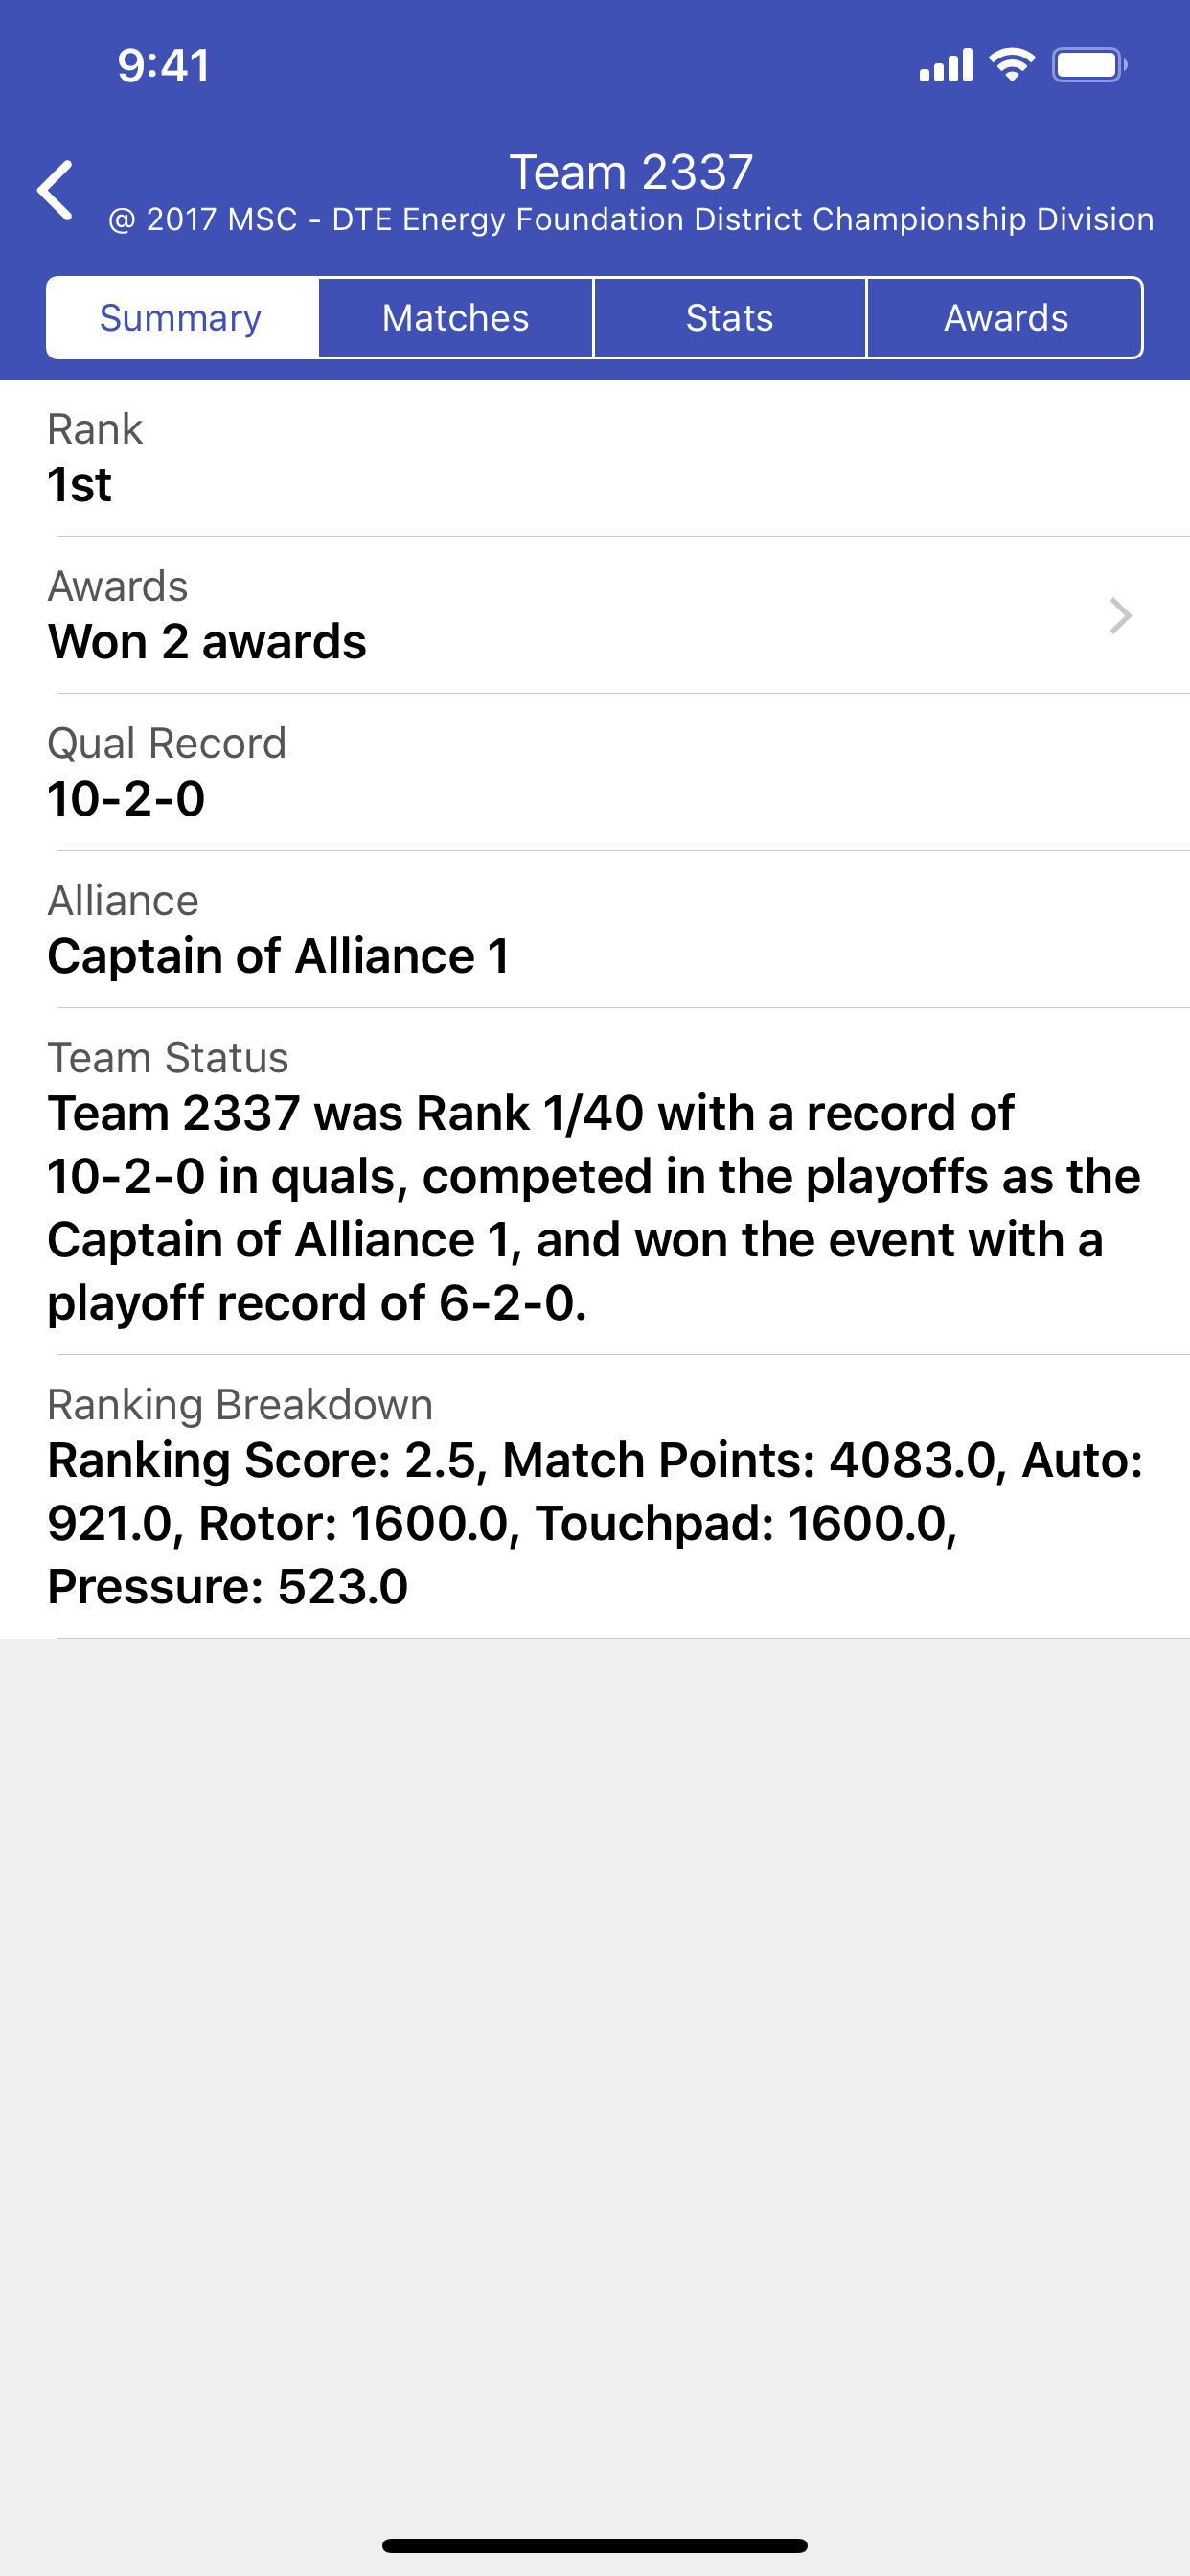 9:41
Team 2337
@ 2017 MSC - DTE Energy Foundation District Championship Division
Summary Matches Stats Awards
Rank
1st
Awards
Won 2 awards
Qual Record
10-2-0
Alliance
Captain of Alliance 1
Team Status
Team 2337 was Rank 1/40 with a record of
10-2-0 in quals, competed in the playoffs as the
Captain of Alliance 1, and won the event with a
playoff record of 6-2-0.
Ranking Breakdown
Ranking Score: 2.5, Match Points: 4083.0, Auto:
921.0, Rotor: 1600.0, Touchpad: 1600.0,
Pressure: 523.0